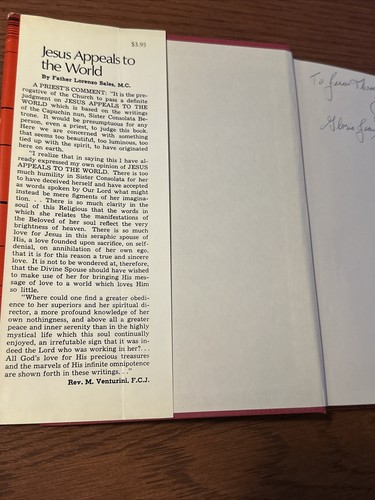 $3.95
Jesus Appeals to
the World
By Father Lorenzo Sales, M.C.
A PRIEST'S COMMENT: "It is the pre-
rogative of the Church to pass a definite
judgment on JESUS APPEALS TO THE
WORLD which is based on the writings
of the Capuchin nun, Sister Consolata Be-
trone. It would be presumptuous for any
person, even a priest, to judge this book.
Here we are concerned with something
that seems too beautiful, too luminous, too
tied up with the spirit, to have originated
here on earth.
"I realize that in saying this I have al-
ready expressed my own opinion of JESUS
APPEALS TO THE WORLD. There is too
much humility in Sister Consolata for her
to have deceived herself and have accepted
as words spoken by Our Lord what might
instead be mere figments of her imagina-
tion. . . There is so much clarity in the
soul of this Religious that the words in
which she relates the manifestations of
the Beloved of her soul reflect the very
brightness of heaven. There is so much
love for Jesus in this seraphic spouse of
His, a love founded upon sacrifice, on self-
denial, on annihilation of her own ego,
that it is for this reason a true and sincere
love. It is not to be wondered at, therefore,
that the Divine Spouse should have wished
to make use of her for bringing His mes-
sage of love to a world which loves Him
so little.
"Where could one find a greater obedi-
ence to her superiors and her spiritual di-
rector, a more profound knowledge of her
own nothingness, and above all a greater
peace and inner serenity than in the highly
mystical life which this soul continually
enjoyed, an irrefutable sign that it was in-
deed the Lord who was working in her?. . .
All God's love for His precious treasures
and the marvels of His infinite omnipotence
are shown forth in these writings. . ."
Rev. M. Venturini, F.C.J.
To